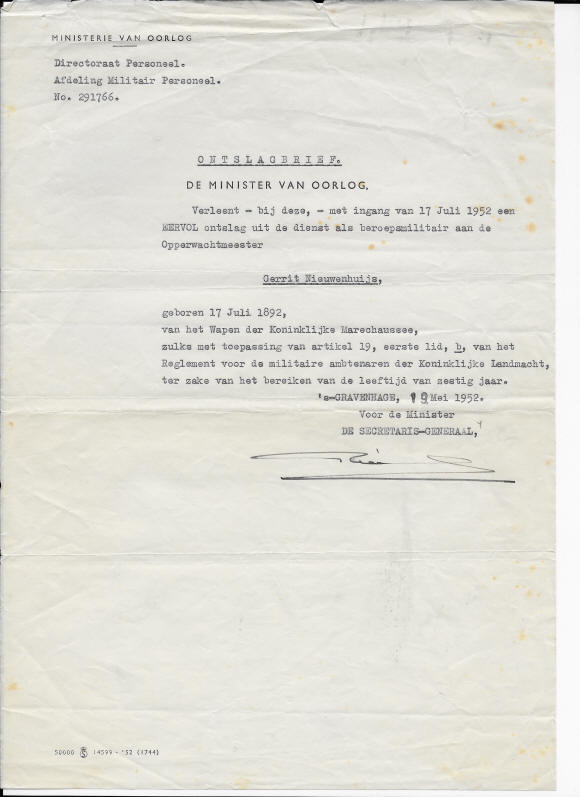 MINISTERIE VAN OORLOG
Directoraat Personeel.
Afdeling Militair Personeel.
No. 291766.
ONTSLAGBRIEF.
DE MINISTER VAN OORLOG,
Verleent - bij deze, - met ingang van 17 Juli 1952 een
EERVOL ontslag uit de dienst als beroepsmilitair aan de
Opperwachtmeester
Gerrit Nieuwenhuijs,
geboren 17 Juli 1892,
van het Wapen der Koninklijke Marechaussee,
zulks met toepassing van artikel 19, eerste lid, b, van het
Reglement voor de militaire ambtenaren der Koninklijke Landmacht,
ter zake van het bereiken van de leeftijd van zestig jaar.
's-GRAVENHAGE, 19 Mei 1952.
Voor de Minister
DE SECRETARIS-GENERAAL,
50000 14599 - '52 (1744)